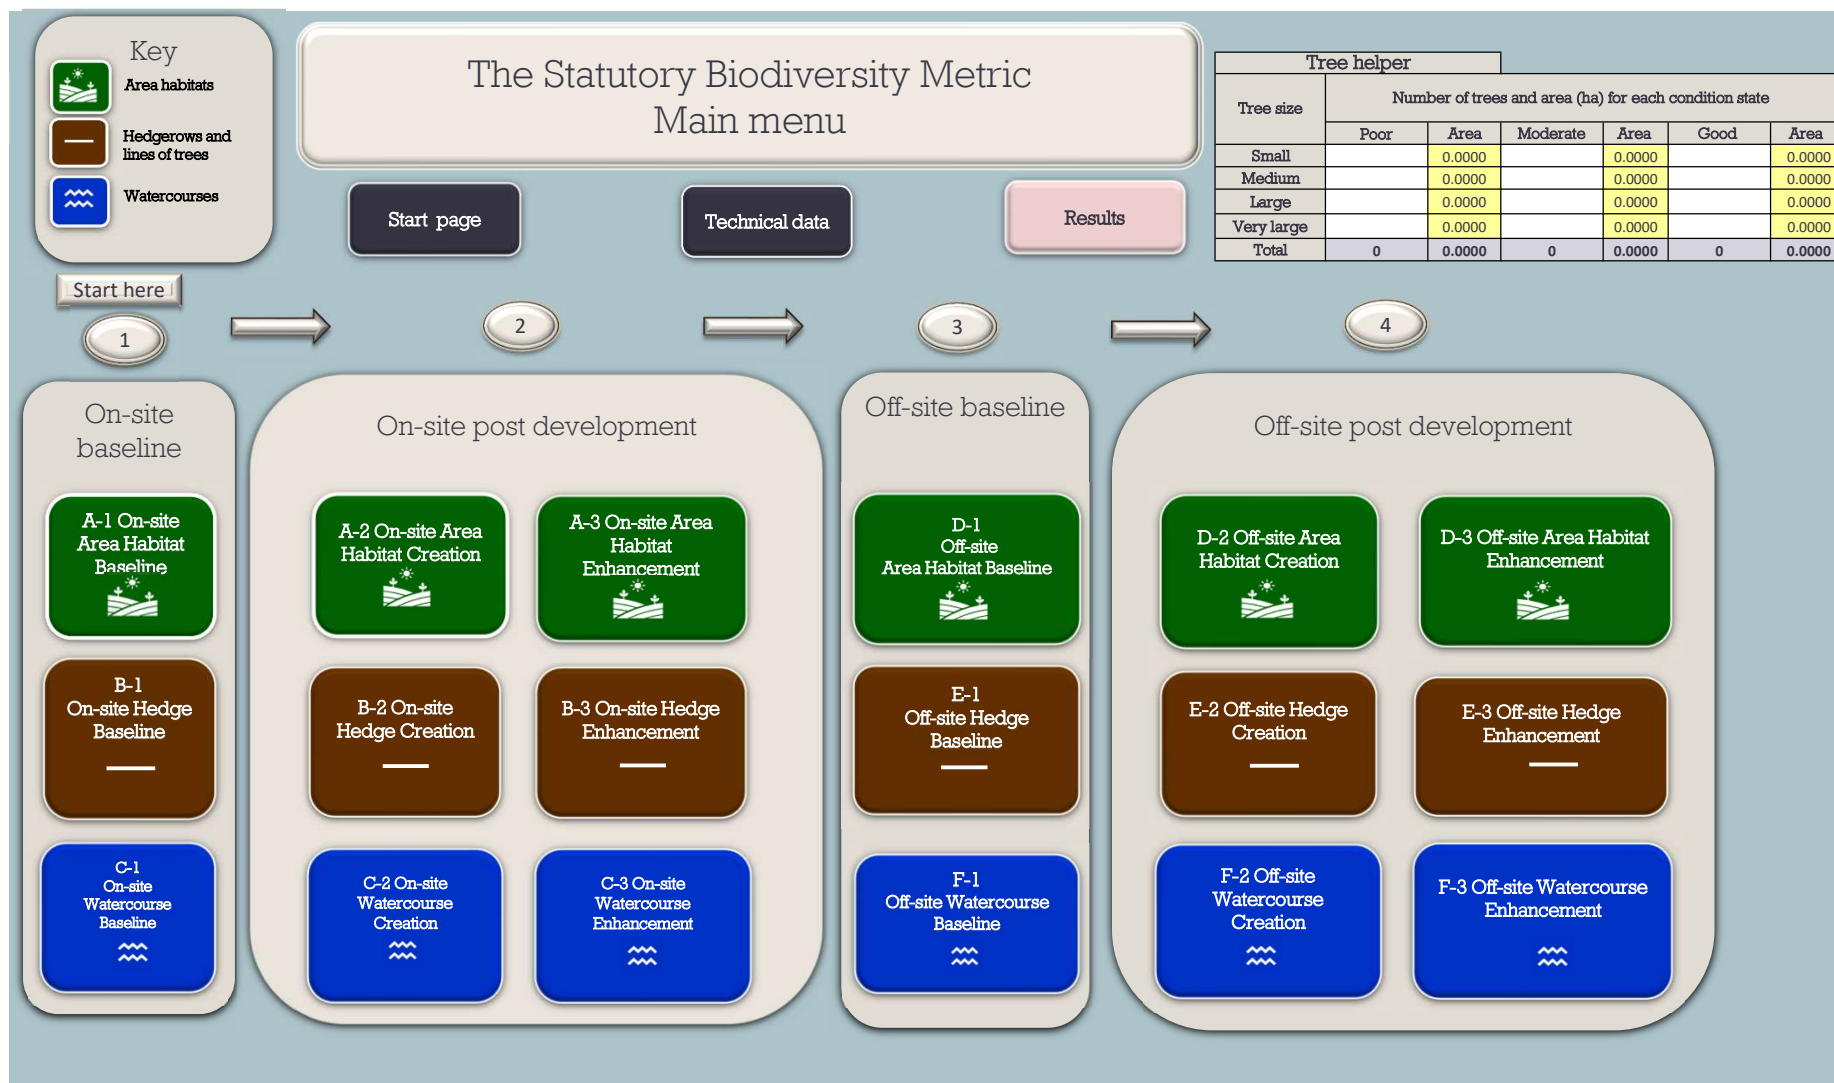 Key
Area habitats
Hedgerows and
lines of trees
Watercourses
The Statutory Biodiversity Metric
Main menu
Start page
Technical data
Results
Tree helper
Tree size
Number of trees and area (ha) for each condition state
Poor Area Moderate Area Good Area
Small 0.0000 0.0000 0.0000
Medium 0.0000 0.0000 0.0000
Large 0.0000 0.0000 0.0000
Very large 0.0000 0.0000 0.0000
Total 0 0.0000 0 0.0000 0 0.0000
Start here
1
2
3
4
On-site
baseline
A-1 On-site
Area Habitat
Baseline
B-1
On-site Hedge
Baseline
C-1
On-site
Watercourse
Baseline
On-site post development
A-2 On-site Area
Habitat Creation
A-3 On-site Area
Habitat
Enhancement
B-2 On-site
Hedge Creation
B-3 On-site Hedge
Enhancement
C-2 On-site
Watercourse
Creation
C-3 On-site
Watercourse
Enhancement
Off-site baseline
D-1
Off-site
Area Habitat Baseline
E-1
Off-site Hedge
Baseline
F-1
Off-site Watercourse
Baseline
Off-site post development
D-2 Off-site Area
Habitat Creation
D-3 Off-site Area Habitat
Enhancement
E-2 Off-site Hedge
Creation
E-3 Off-site Hedge
Enhancement
F-2 Off-site
Watercourse
Creation
F-3 Off-site Watercourse
Enhancement